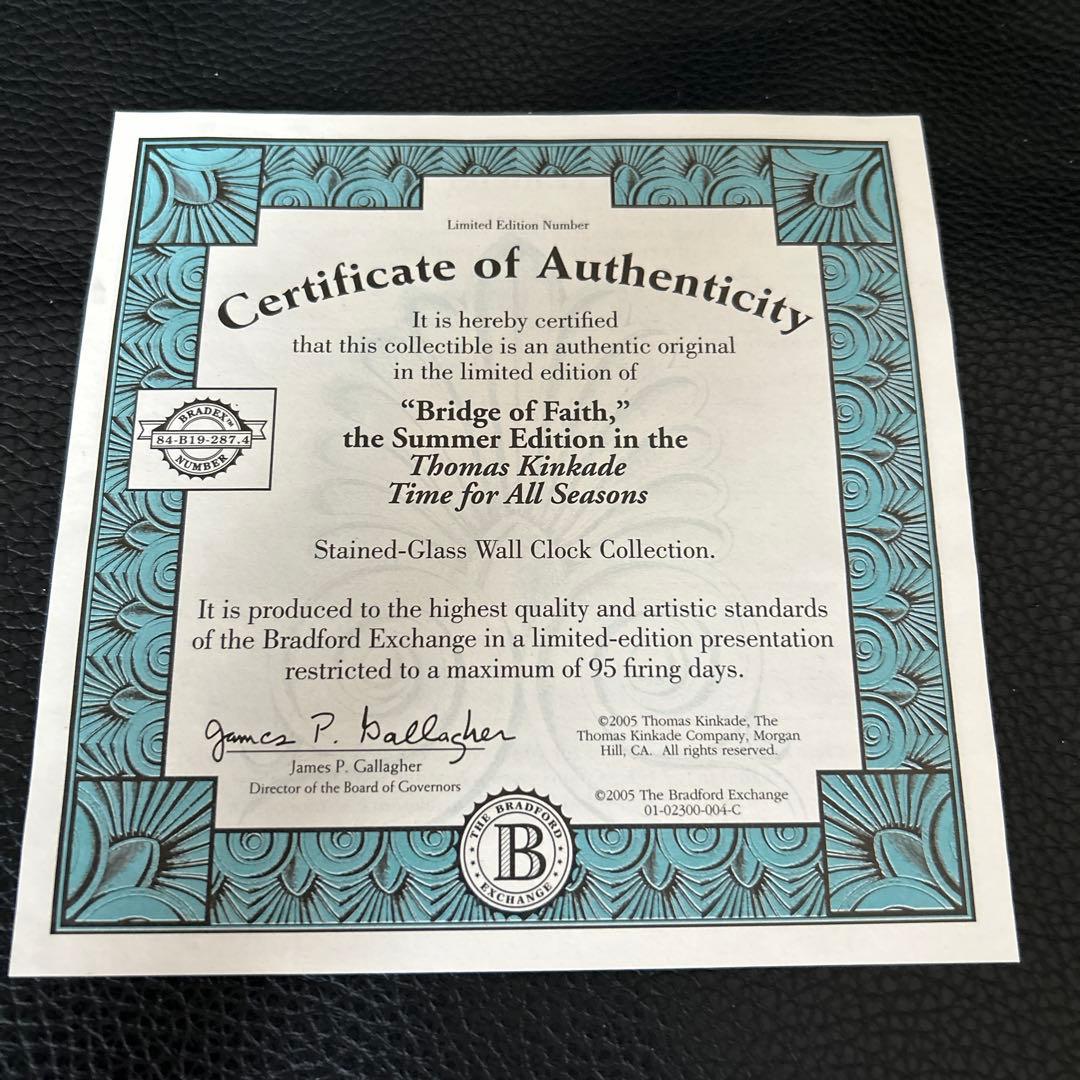 Limited Edition Number
Certificate of Authenticity
It is hereby certified
that this collectible is an authentic original
in the limited edition of
“Bridge of Faith,”
the Summer Edition in the
Thomas Kinkade
Time for All Seasons
BRADEX™
84-B19-287.4
NUMBER
Stained-Glass Wall Clock Collection.
It is produced to the highest quality and artistic standards
of the Bradford Exchange in a limited-edition presentation
restricted to a maximum of 95 firing days.
James P. Gallagher
James P. Gallagher
Director of the Board of Governors
©2005 Thomas Kinkade, The
Thomas Kinkade Company, Morgan
Hill, CA. All rights reserved.
©2005 The Bradford Exchange
01-02300-004-C
THE BRADFORD
B
EXCHANGE